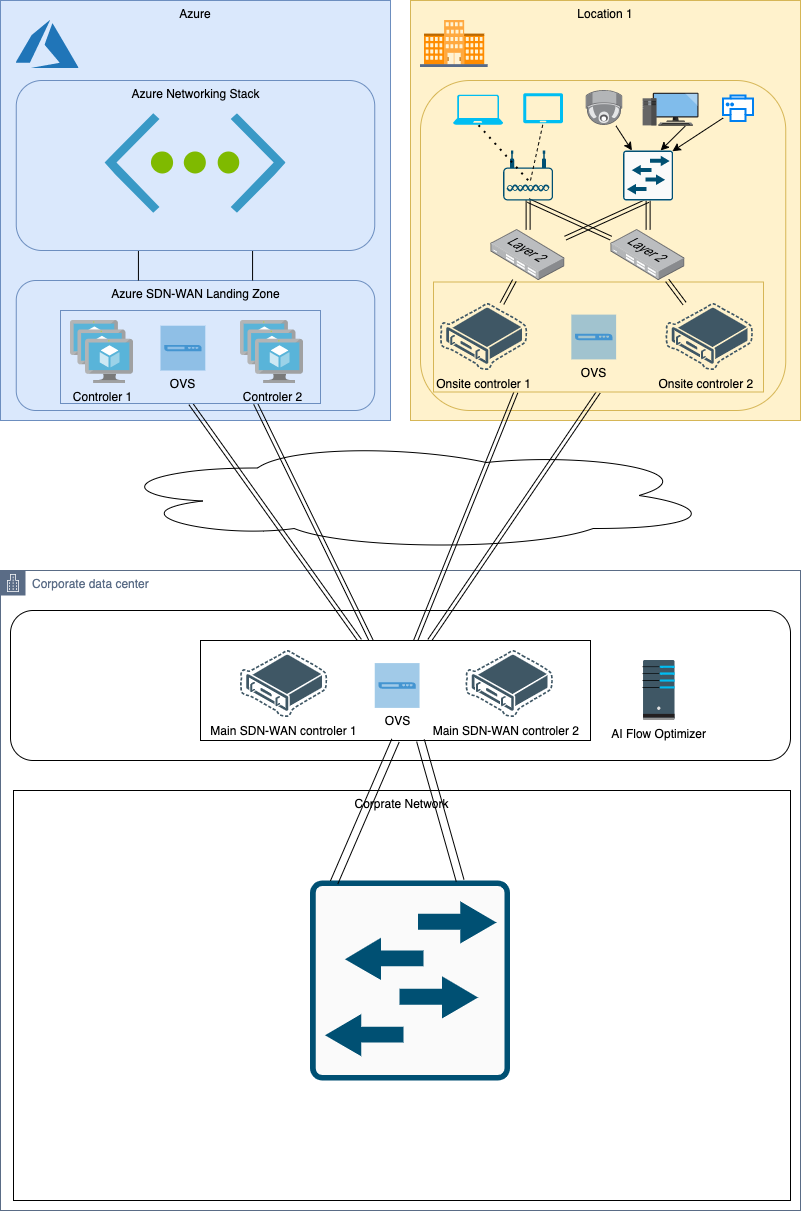 Azure
Azure Networking Stack
Azure SDN-WAN Landing Zone
Controler 1
OVS
Controler 2
Location 1
Layer 2
Layer 2
Onsite controler 1
OVS
Onsite controler 2
Corporate data center
Main SDN-WAN controler 1
OVS
Main SDN-WAN controler 2
AI Flow Optimizer
Corprate Network